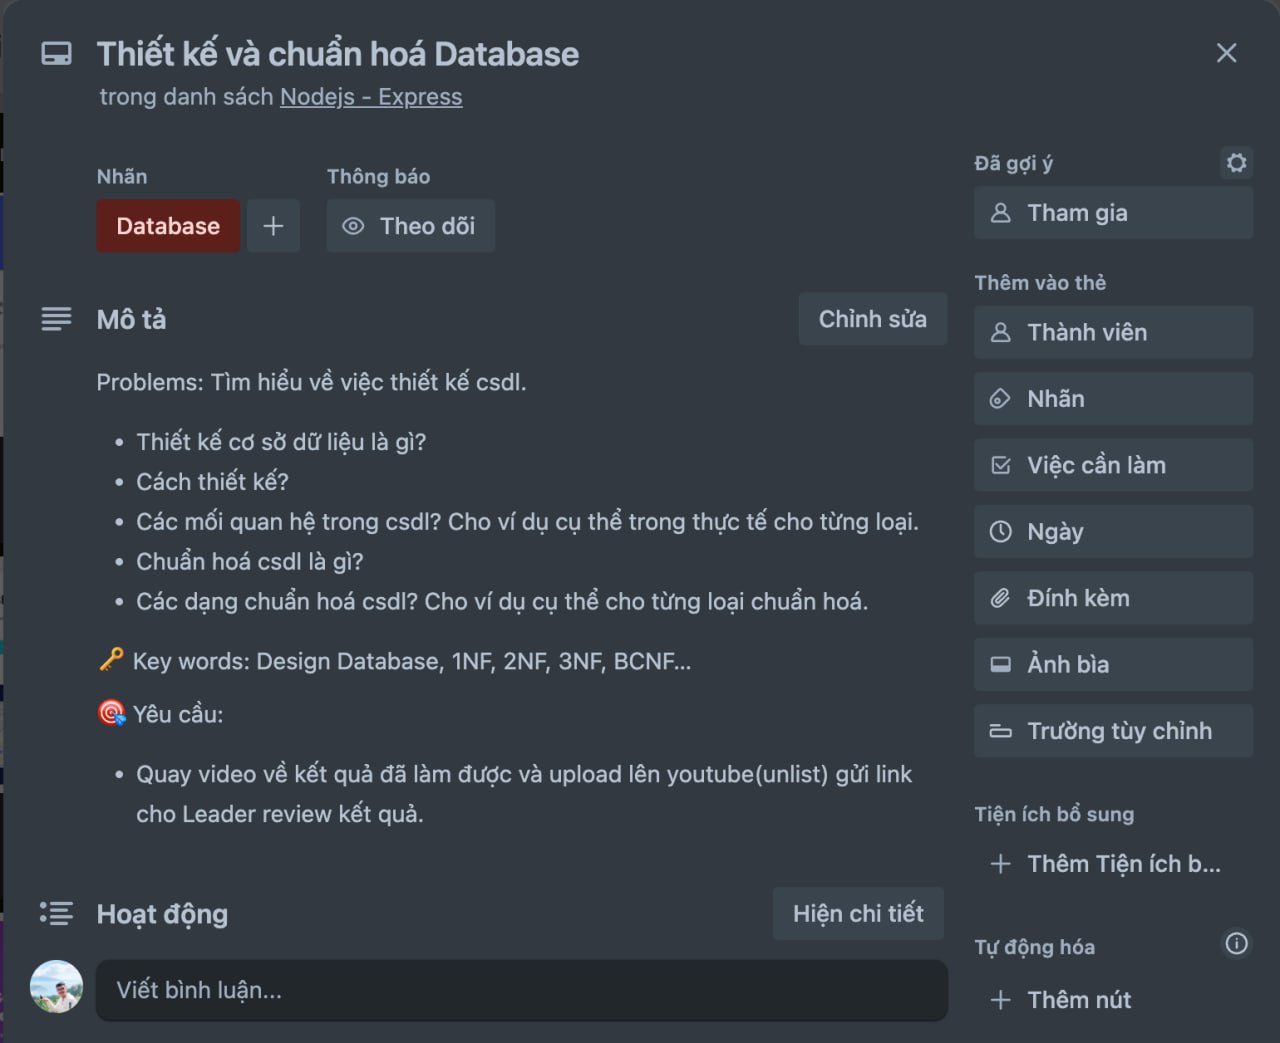 Thiết kế và chuẩn hoá Database
trong danh sách Nodejs - Express
Nhãn
Thông báo
Database
Theo dõi
Mô tả
Chỉnh sửa
Problems: Tìm hiểu về việc thiết kế csdl.
• Thiết kế cơ sở dữ liệu là gì?
• Cách thiết kế?
• Các mối quan hệ trong csdl? Cho ví dụ cụ thể trong thực tế cho từng loại.
• Chuẩn hoá csdl là gì?
• Các dạng chuẩn hoá csdl? Cho ví dụ cụ thể cho từng loại chuẩn hoá.
🔑 Key words: Design Database, 1NF, 2NF, 3NF, BCNF...
🎯 Yêu cầu:
• Quay video về kết quả đã làm được và upload lên youtube(unlist) gửi link
cho Leader review kết quả.
Hoạt động
Hiện chi tiết
Viết bình luận...
Đã gợi ý
Tham gia
Thêm vào thẻ
Thành viên
Nhãn
Việc cần làm
Ngày
Đính kèm
Ảnh bìa
Trường tùy chỉnh
Tiện ích bổ sung
Thêm Tiện ích b...
Tự động hóa
Thêm nút